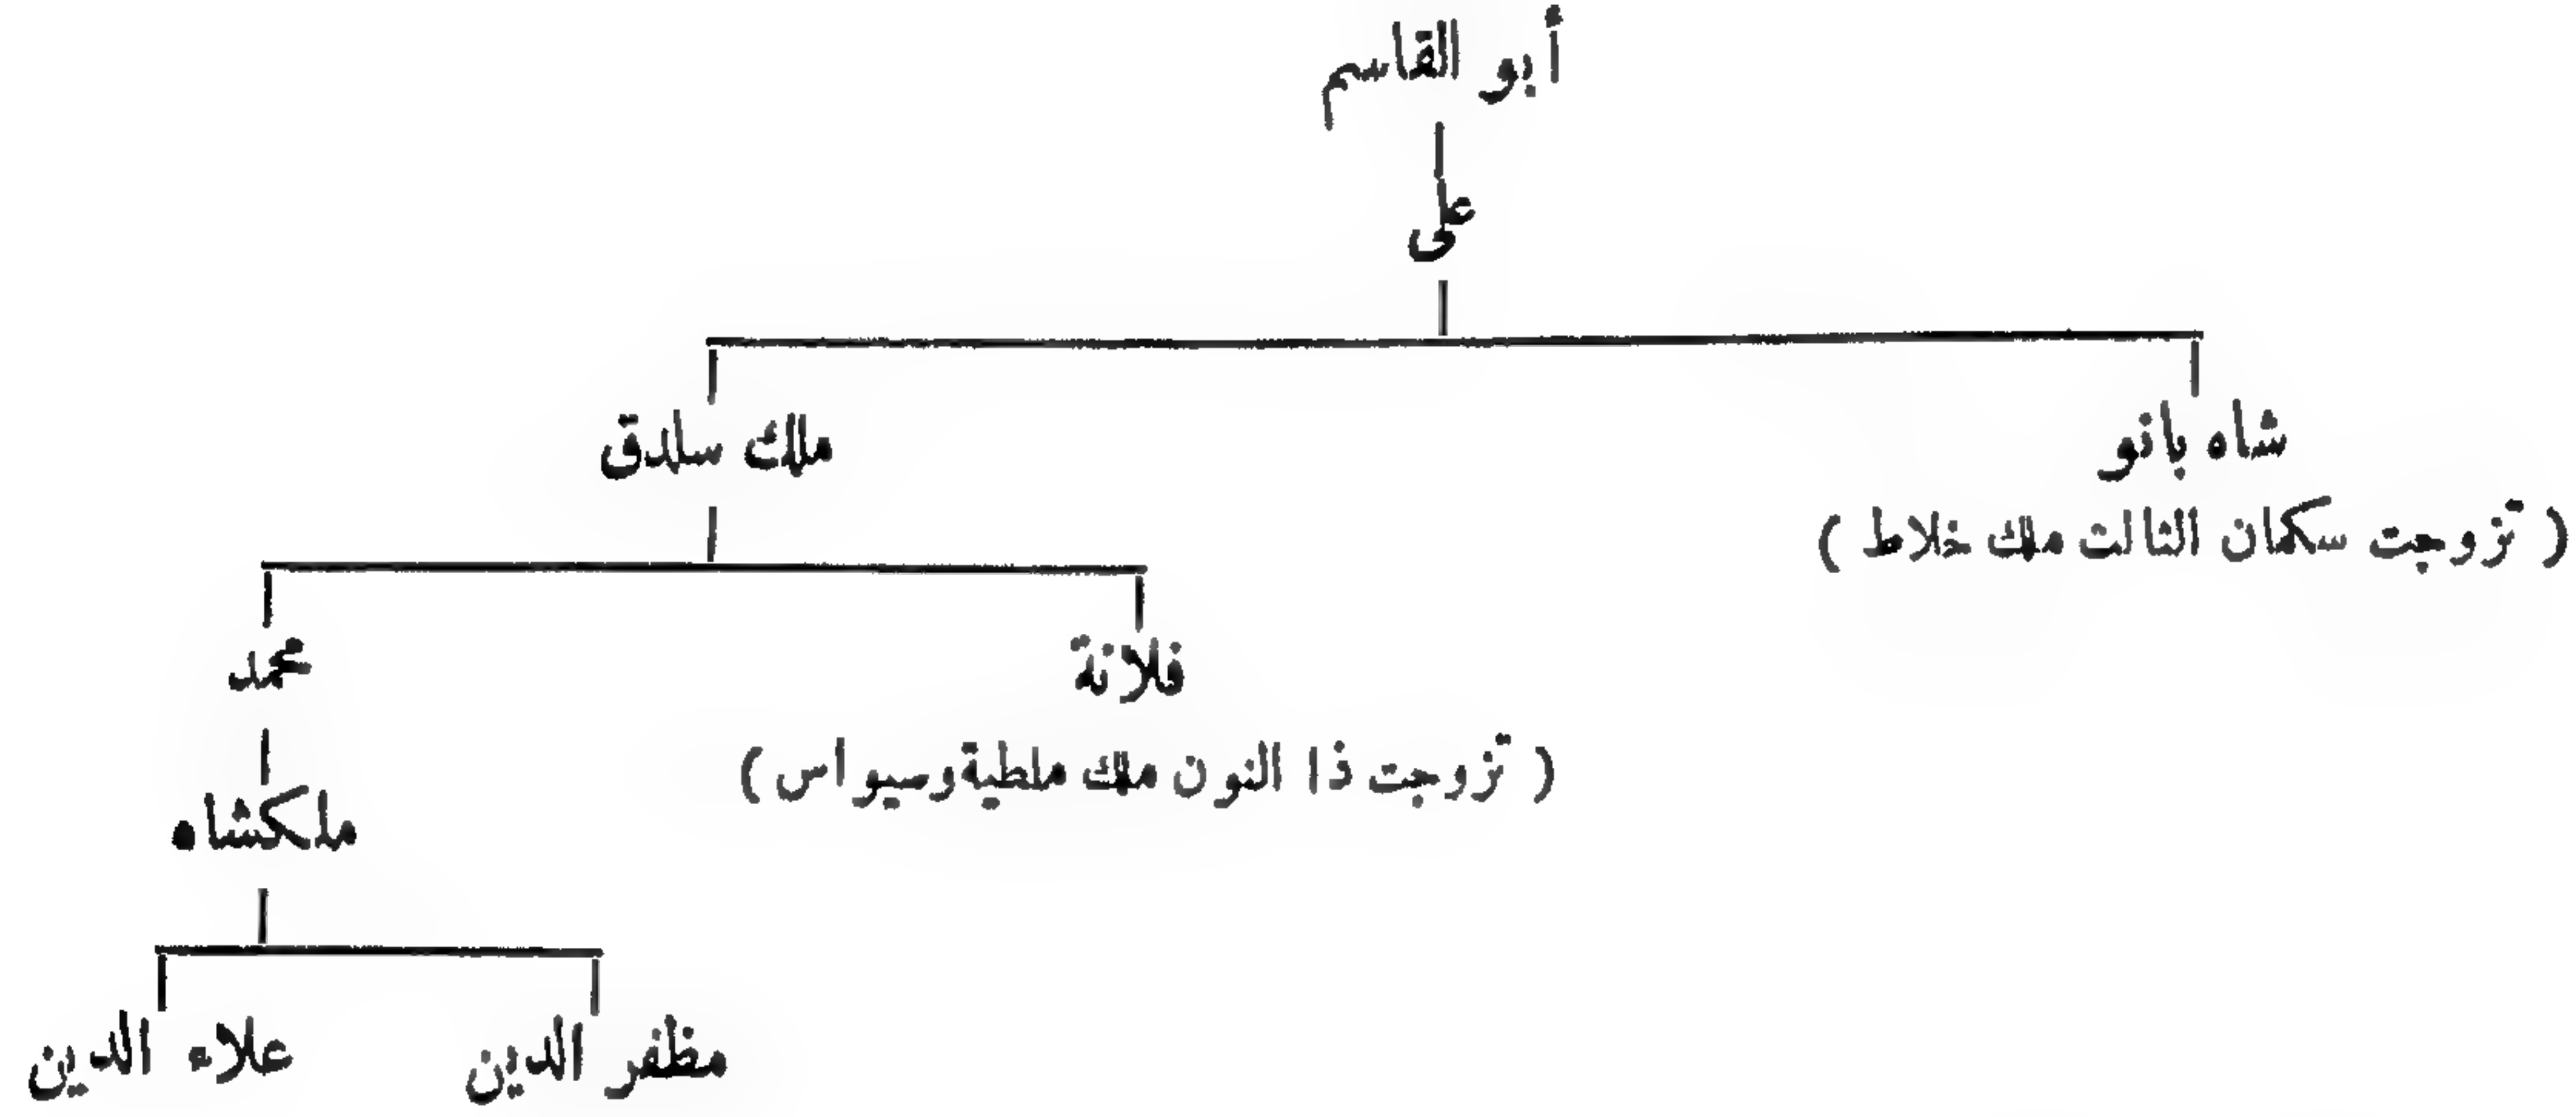 أبو القاسم
على
شاه بانو
ملك سلدق
( تزوجت سكمان الثالث ملك خلاط )
فلانة
محمد
( تزوجت ذا النون ملك ملطية وسيواس )
ملكشاه
مظفر الدين
علاء الدين